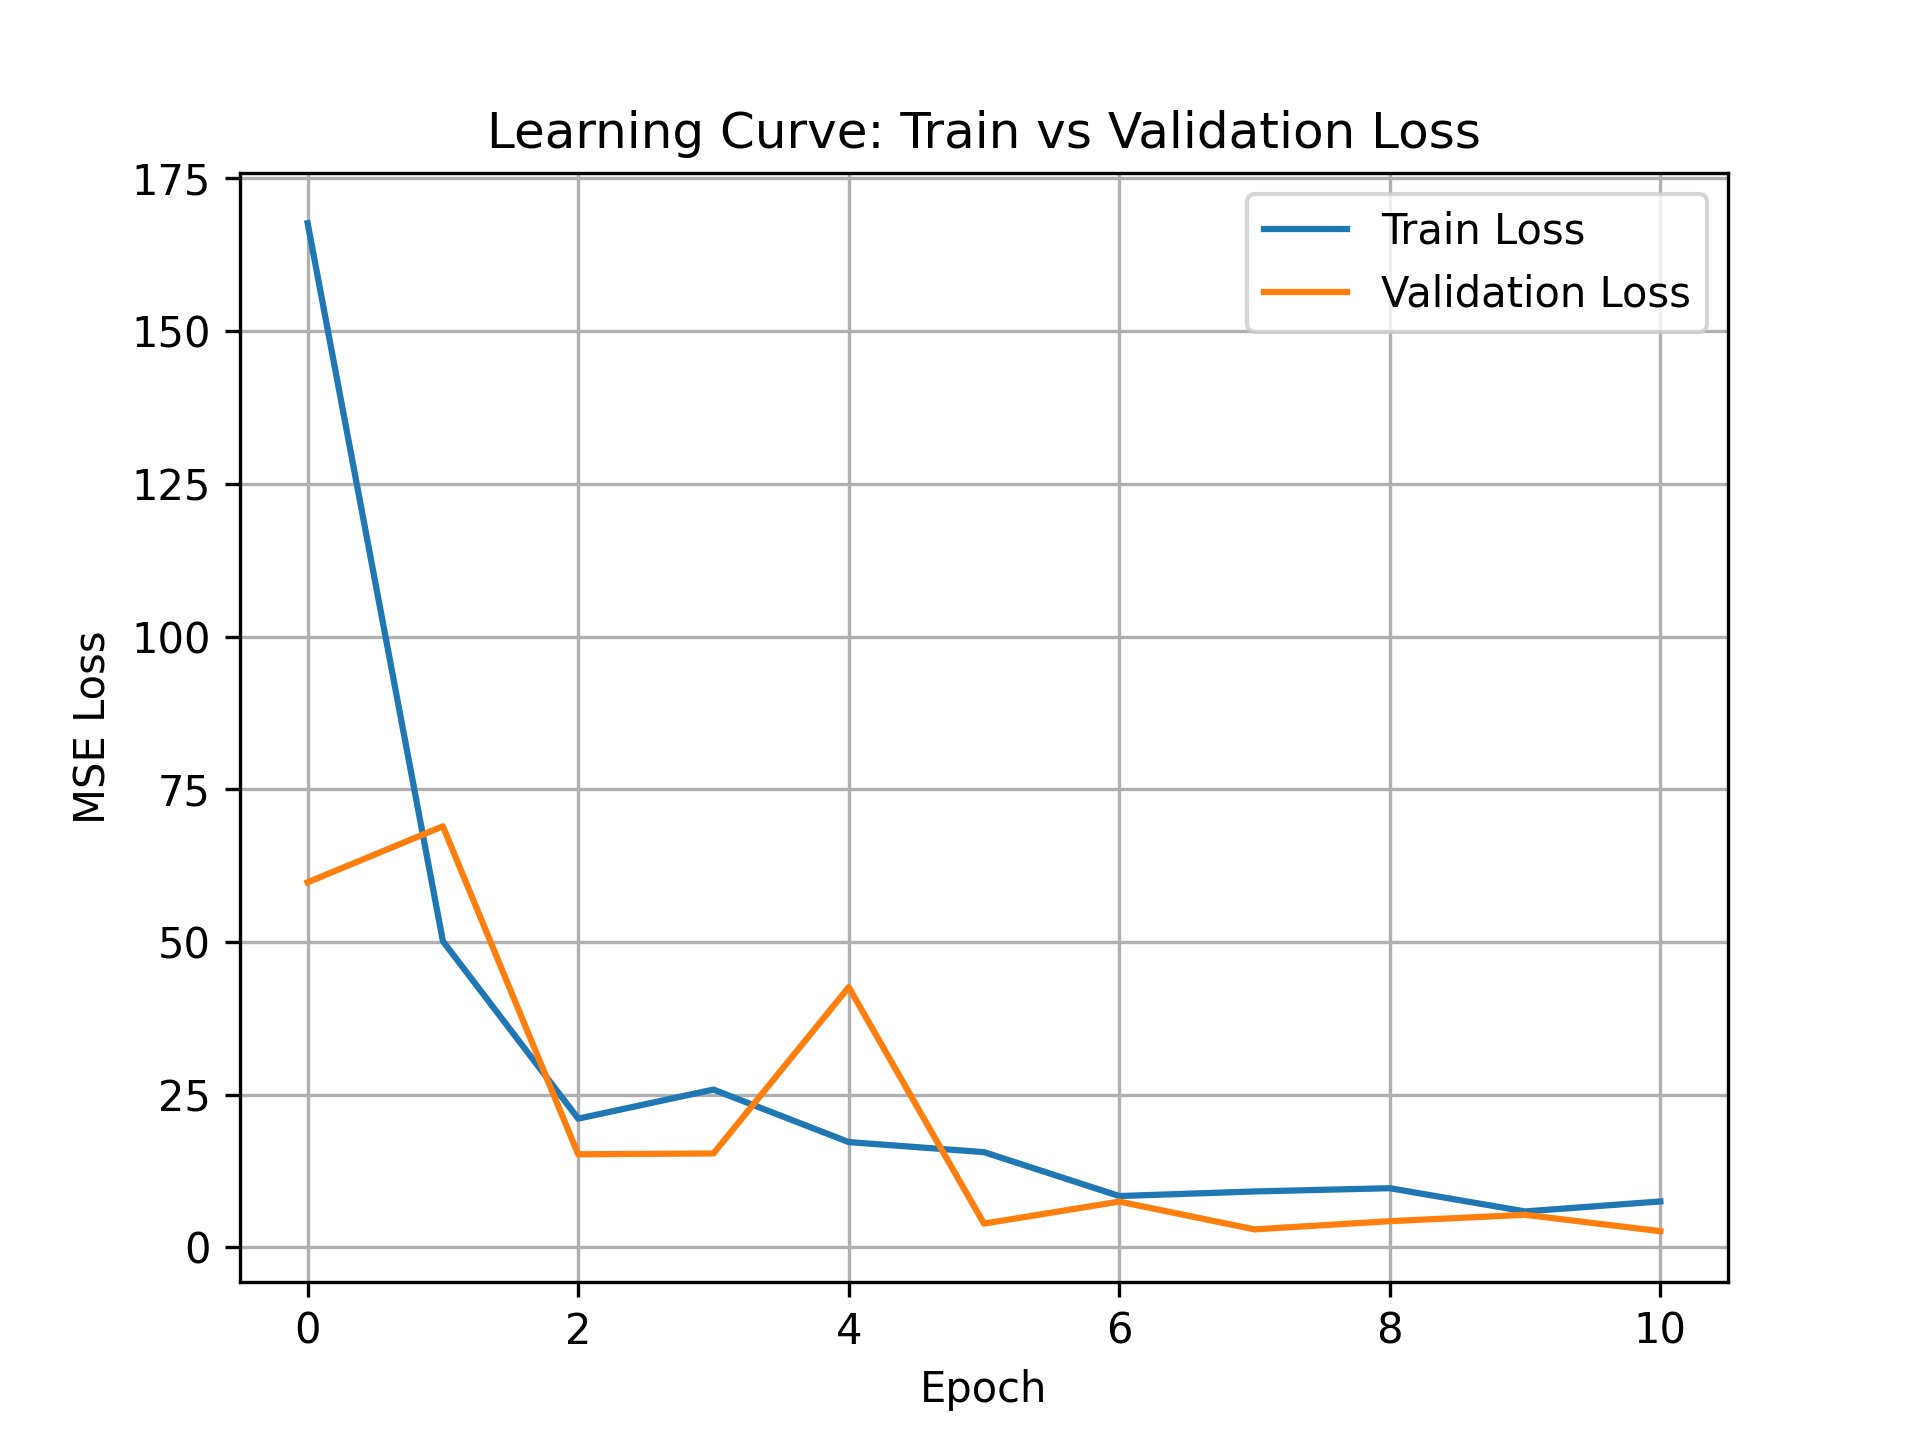 Learning Curve: Train vs Validation Loss
Train Loss
Validation Loss
175
150
125
100
75
50
25
0
MSE Loss
0 2 4 6 8 10
Epoch